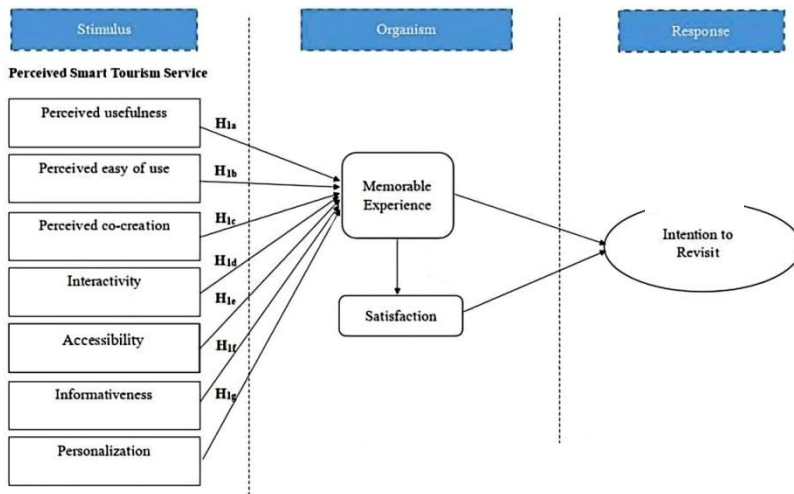 Stimulus
Organism
Response
Perceived Smart Tourism Service
Perceived usefulness
H1a
Perceived easy of use
H1b
Perceived co-creation
H1c
Interactivity
H1d
Accessibility
H1e
Informativeness
H1f
Personalization
H1g
Memorable
Experience
Satisfaction
Intention to
Revisit